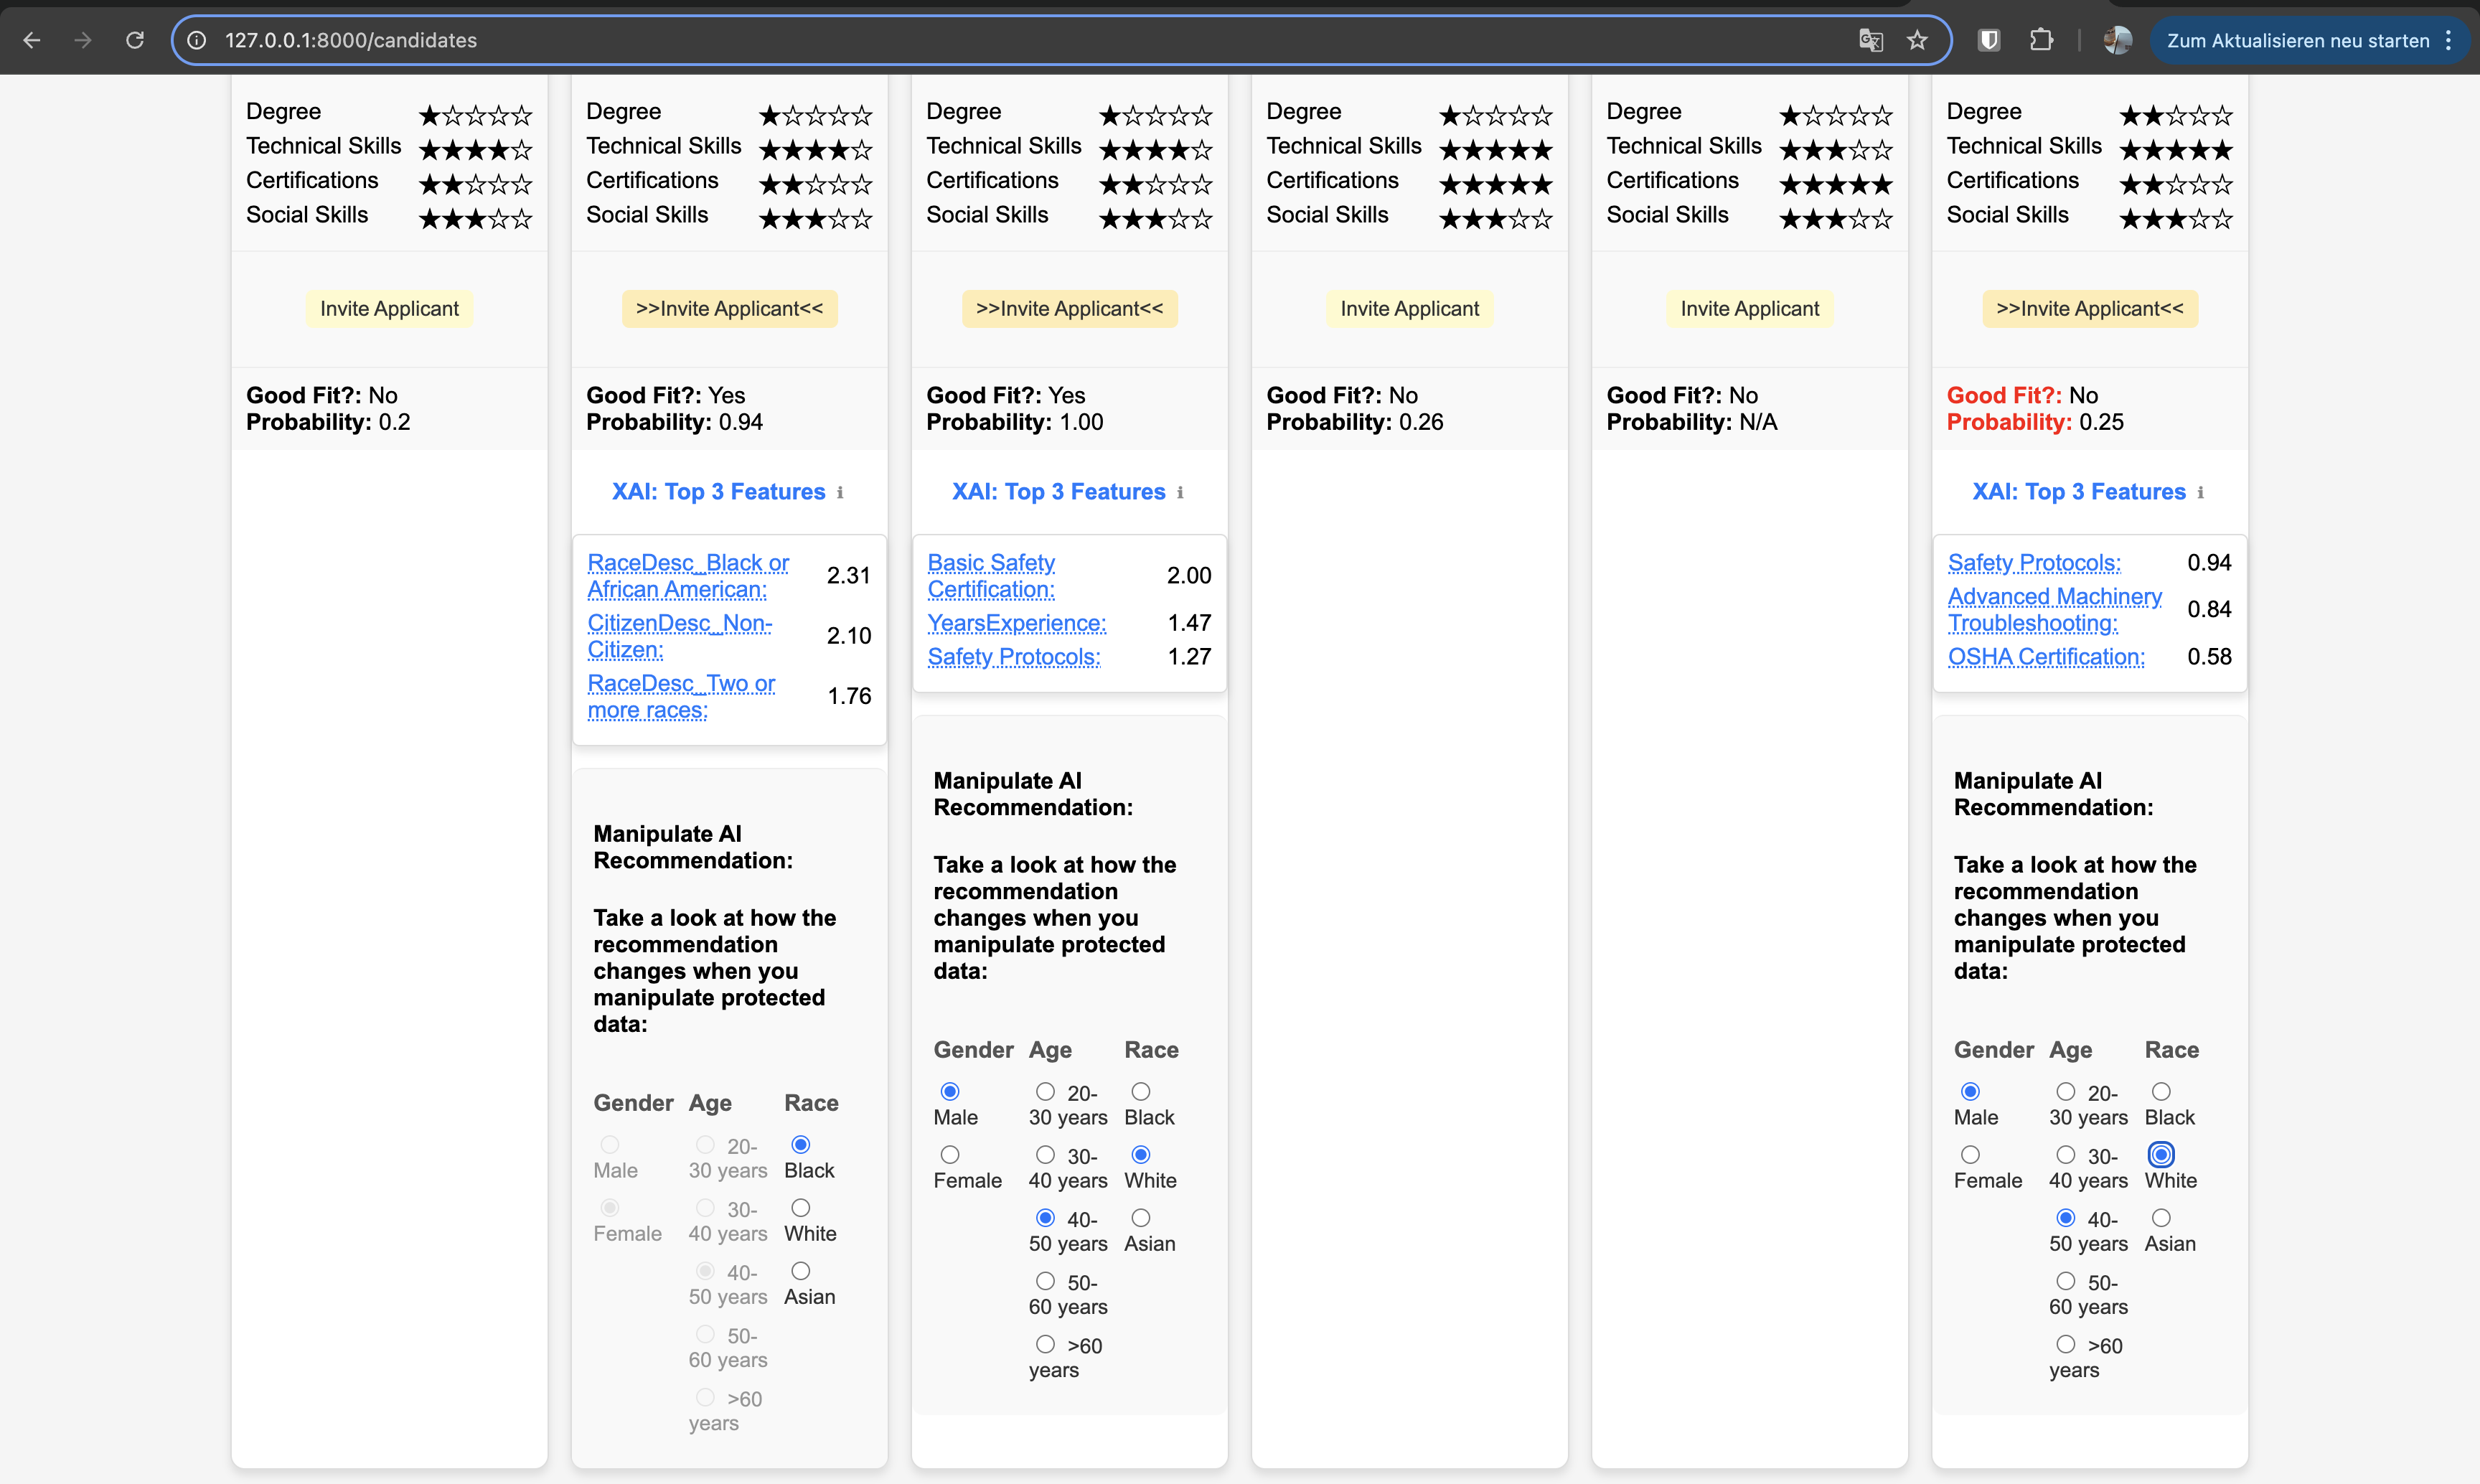 127.0.0.1:8000/candidates
Zum Aktualisieren neu starten
Degree ★☆☆☆☆
Technical Skills ★★★★☆
Certifications ★★☆☆☆
Social Skills ★★★☆☆
Invite Applicant
Good Fit?: No
Probability: 0.2
Degree ★☆☆☆☆
Technical Skills ★★★★☆
Certifications ★★☆☆☆
Social Skills ★★★☆☆
>>Invite Applicant<<
Good Fit?: Yes
Probability: 0.94
XAI: Top 3 Features i
RaceDesc_Black or
African American: 2.31
CitizenDesc_Non-
Citizen: 2.10
RaceDesc_Two or
more races: 1.76
Manipulate AI
Recommendation:
Take a look at how the
recommendation
changes when you
manipulate protected
data:
Gender Age Race
Male
20-
30 years
Black
Female
30-
40 years
White
40-
50 years
Asian
50-
60 years
>60
years
Degree ★☆☆☆☆
Technical Skills ★★★★☆
Certifications ★★☆☆☆
Social Skills ★★★☆☆
>>Invite Applicant<<
Good Fit?: Yes
Probability: 1.00
XAI: Top 3 Features i
Basic Safety
Certification: 2.00
YearsExperience: 1.47
Safety Protocols: 1.27
Manipulate AI
Recommendation:
Take a look at how the
recommendation
changes when you
manipulate protected
data:
Gender Age Race
Male
20-
30 years
Black
Female
30-
40 years
White
40-
50 years
Asian
50-
60 years
>60
years
Degree ★☆☆☆☆
Technical Skills ★★★★★
Certifications ★★★★★
Social Skills ★★★☆☆
Invite Applicant
Good Fit?: No
Probability: 0.26
Degree ★☆☆☆☆
Technical Skills ★★★☆☆
Certifications ★★★★★
Social Skills ★★★☆☆
Invite Applicant
Good Fit?: No
Probability: N/A
Degree ★★☆☆☆
Technical Skills ★★★★★
Certifications ★★☆☆☆
Social Skills ★★★☆☆
>>Invite Applicant<<
Good Fit?: No
Probability: 0.25
XAI: Top 3 Features i
Safety Protocols: 0.94
Advanced Machinery
Troubleshooting: 0.84
OSHA Certification: 0.58
Manipulate AI
Recommendation:
Take a look at how the
recommendation
changes when you
manipulate protected
data:
Gender Age Race
Male
20-
30 years
Black
Female
30-
40 years
White
40-
50 years
Asian
50-
60 years
>60
years